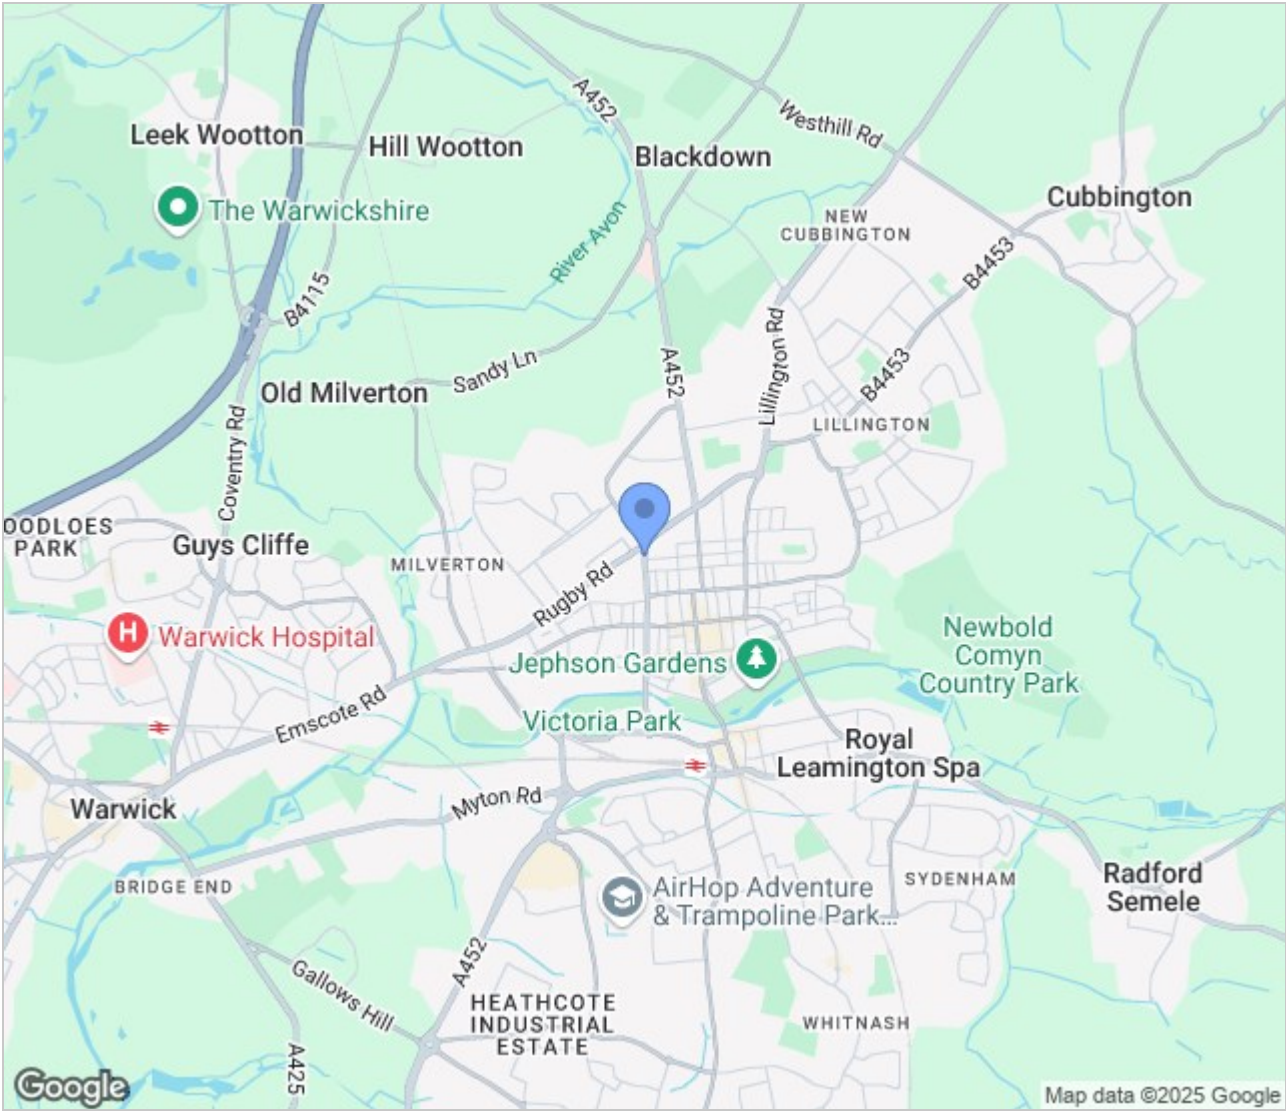 A452
Westhill Rd
Leek Wootton
Hill Wootton
Blackdown
Cubbington
The Warwickshire
NEW
CUBBINGTON
River Avon
B4453
B4115
Lillington Rd
Sandy Ln
A452
B4453
Old Milverton
LILLINGTON
Coventry Rd
OODLOES
PARK
Guys Cliffe
MILVERTON
Rugby Rd
H
Warwick Hospital
Newbold
Comyn
Country Park
Jephson Gardens
Emscote Rd
Victoria Park
Royal
Leamington Spa
Myton Rd
Warwick
BRIDGE END
AirHop Adventure
& Trampoline Park...
SYDENHAM
Radford
Semele
A452
Gallows Hill
HEATHCOTE
INDUSTRIAL
ESTATE
WHITNASH
A425
Google
Map data ©2025 Google